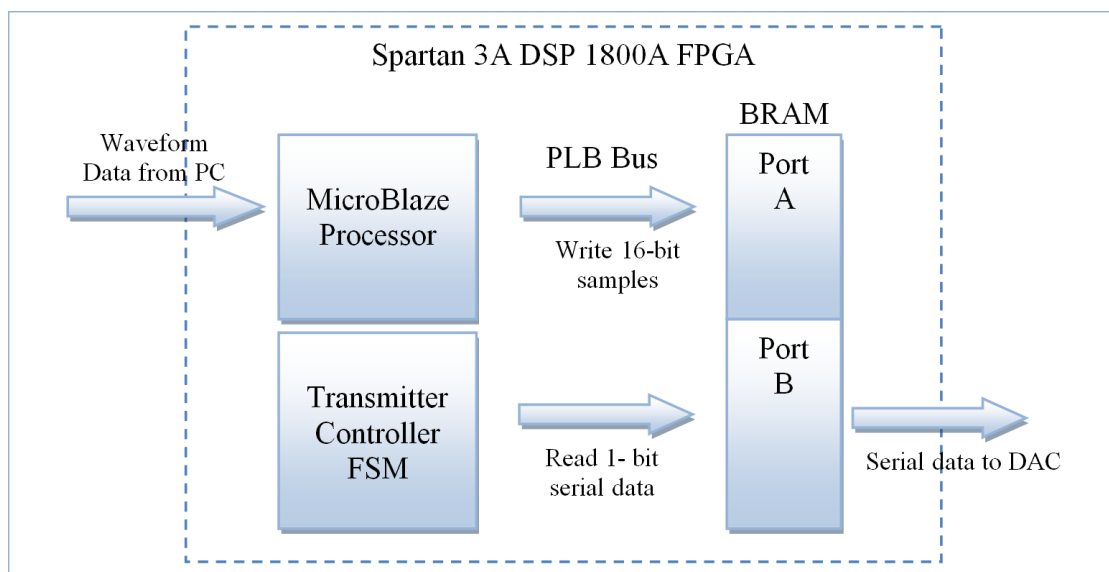 Spartan 3A DSP 1800A FPGA
Waveform
Data from PC
MicroBlaze
Processor
PLB Bus
Write 16-bit
samples
BRAM
Port
A
Transmitter
Controller
FSM
Read 1- bit
serial data
Port
B
Serial data to DAC